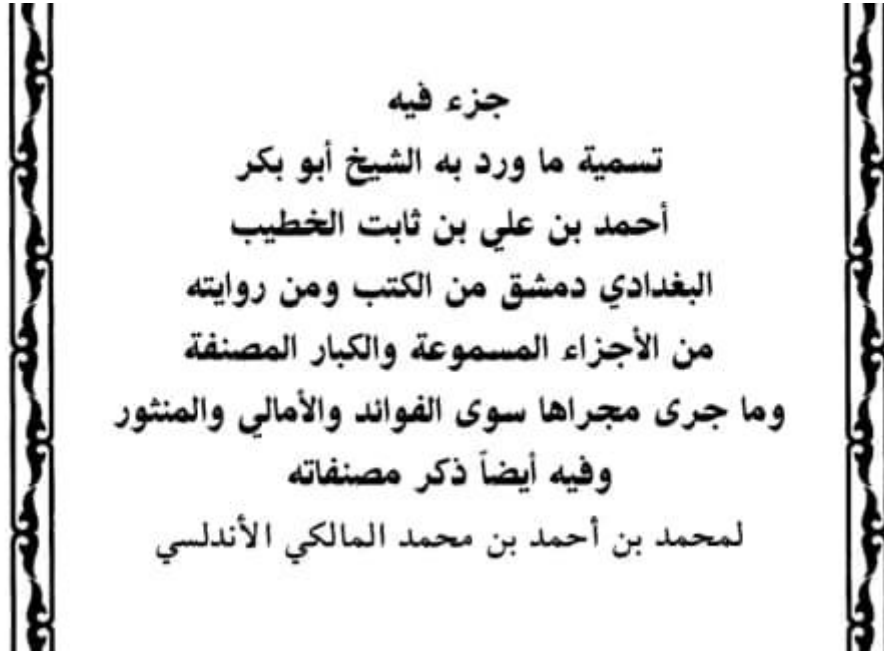 جزء فيه
تسمية ما ورد به الشيخ أبو بكر
أحمد بن علي بن ثابت الخطيب
البغدادي دمشق من الكتب ومن روايته
من الأجزاء المسموعة والكبار المصنفة
وما جرى مجراها سوى الفوائد والأمالي والمنثور
وفيه أيضاً ذكر مصنفاته
لمحمد بن أحمد بن محمد المالكي الأندلسي